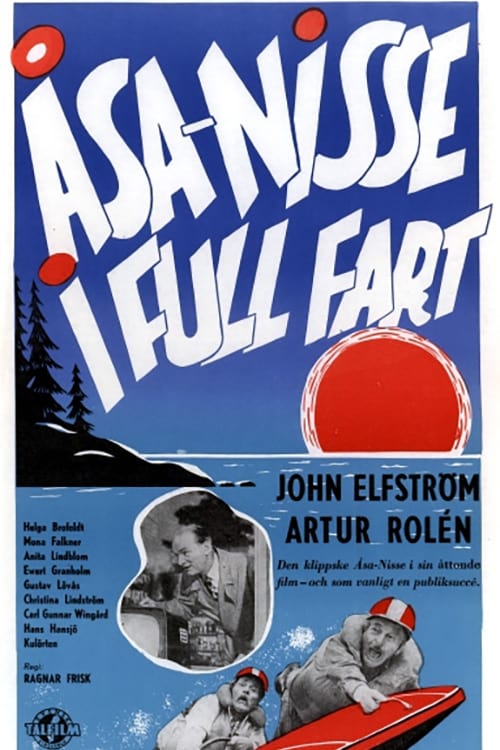 ÅSA-NISSE
I FULL FART
JOHN ELFSTRÖM
ARTUR ROLÉN
Den klippske Åsa-Nisse i sin åttonde
film-och som vanligt en publiksuccé.
Helga Brofeldt
Mona Falkner
Anita Lindblom
Ewert Granholm
Gustav Lövås
Christina Lindström
Carl Gunnar Wingård
Hans Hansjö
Kulörten
Regi:
RAGNAR FRISK
TALFILM